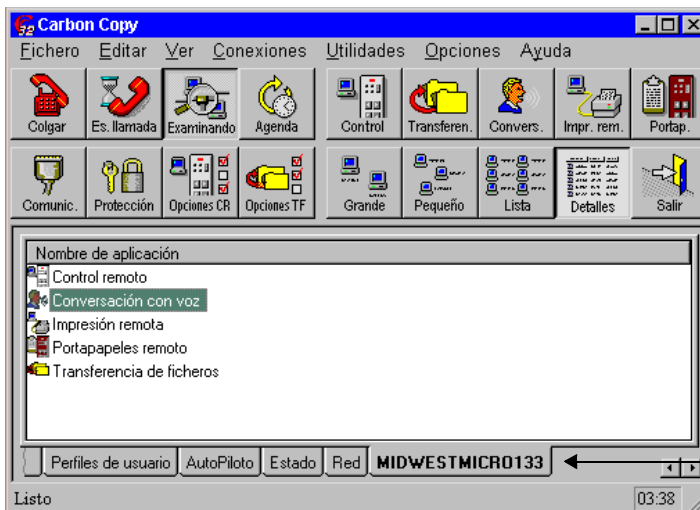 Carbon Copy
Fichero Editar Ver Conexiones Utilidades Opciones Ayuda
Colgar Es. llamada Examinando Agenda Control Transferen. Convers. Impr. rem. Portap.
Comunic. Protección Opciones CR Opciones TF Grande Pequeño Lista Detalles Salir
Nombre de aplicación
Control remoto
Conversación con voz
Impresión remota
Portapapeles remoto
Transferencia de ficheros
Perfiles de usuario AutoPiloto Estado Red MIDWESTMICRO133
Listo 03:38